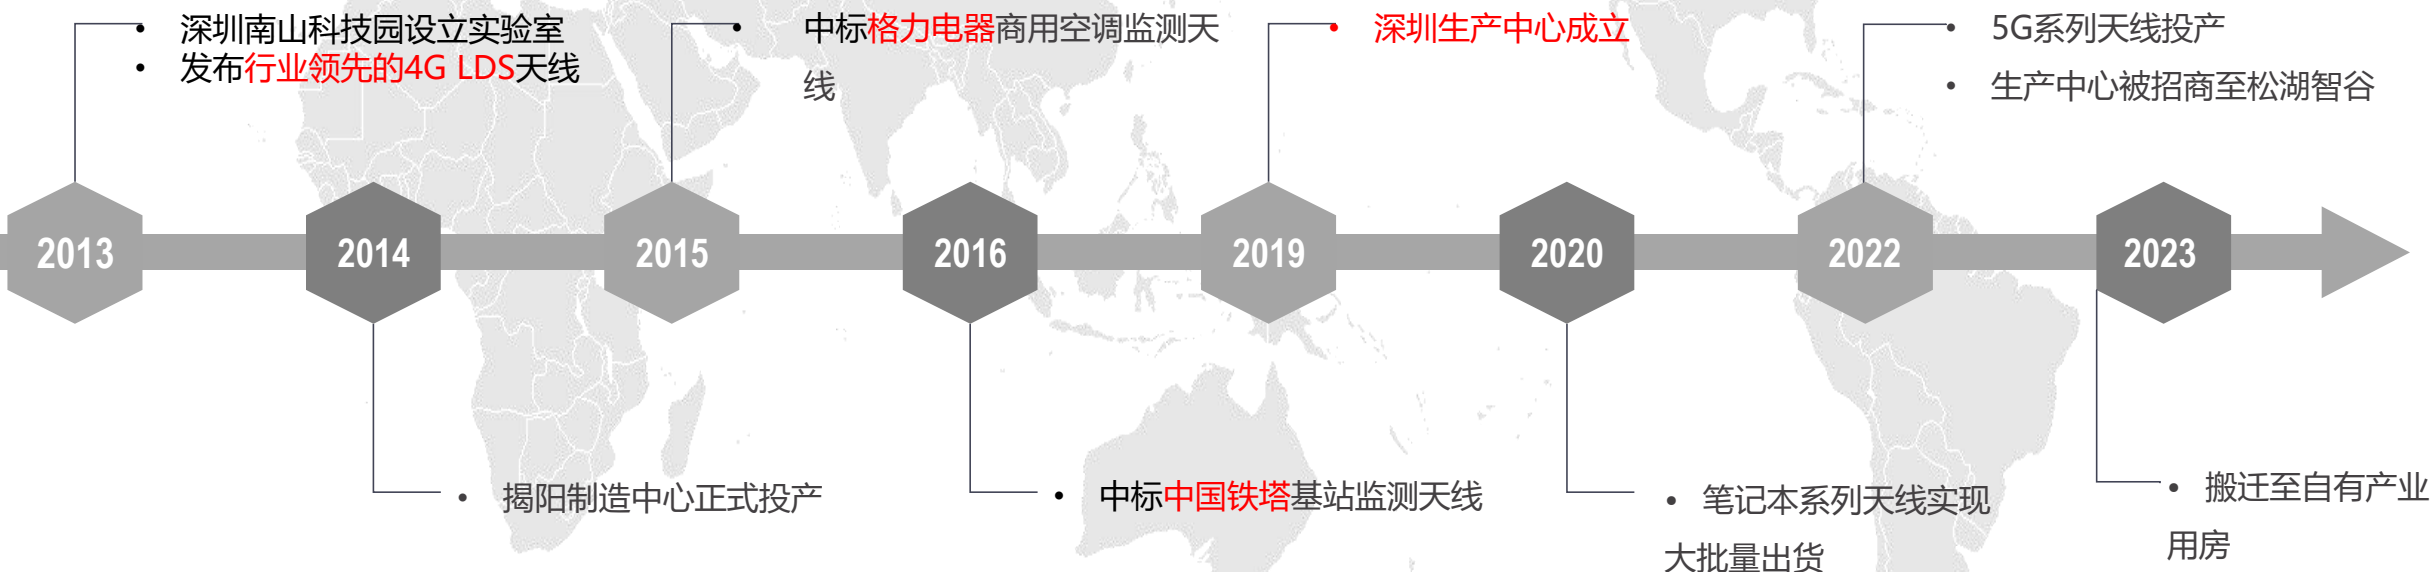 • 深圳南山科技园设立实验室
• 发布行业领先的4G LDS天线
• 中标格力电器商用空调监测天
线
• 深圳生产中心成立
• 5G系列天线投产
• 生产中心被招商至松湖智谷
2013
2014
2015
2016
2019
2020
2022
2023
• 揭阳制造中心正式投产
• 中标中国铁塔基站监测天线
• 笔记本系列天线实现
大批量出货
• 搬迁至自有产业
用房